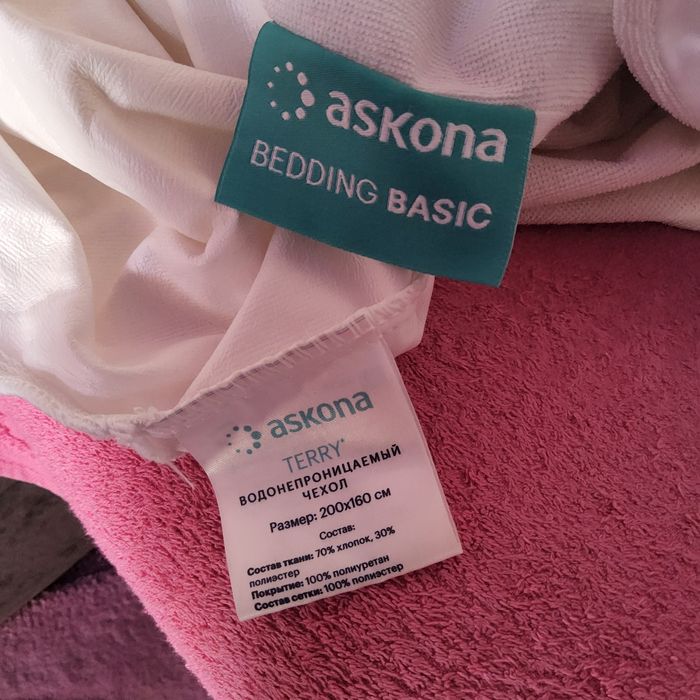 askona
BEDDING BASIC
askona
TERRY®
ВОДОНЕПРОНИЦАЕМЫЙ
ЧЕХОЛ
Размер: 200х160 см
Состав:
Состав ткани: 70% хлопок, 30%
полиэстер
Покрытие: 100% полиуретан
Состав сетки: 100% полиэстер